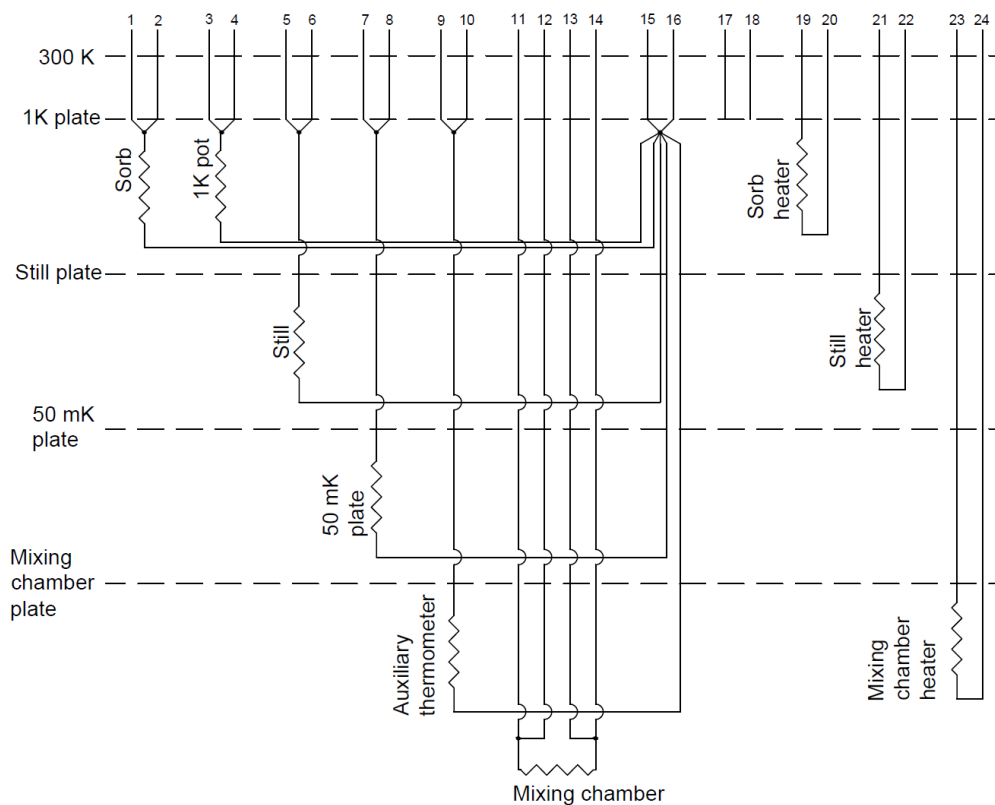 1 2 3 4 5 6 7 8 9 10 11 12 13 14 15 16 17 18 19 20 21 22 23 24
300 K
1K plate
Sorb
1K pot
Sorb
heater
Still plate
Still
Still
heater
50 mK
plate
50 mK
plate
Mixing
chamber
plate
Auxiliary
thermometer
Mixing
chamber
heater
Mixing chamber